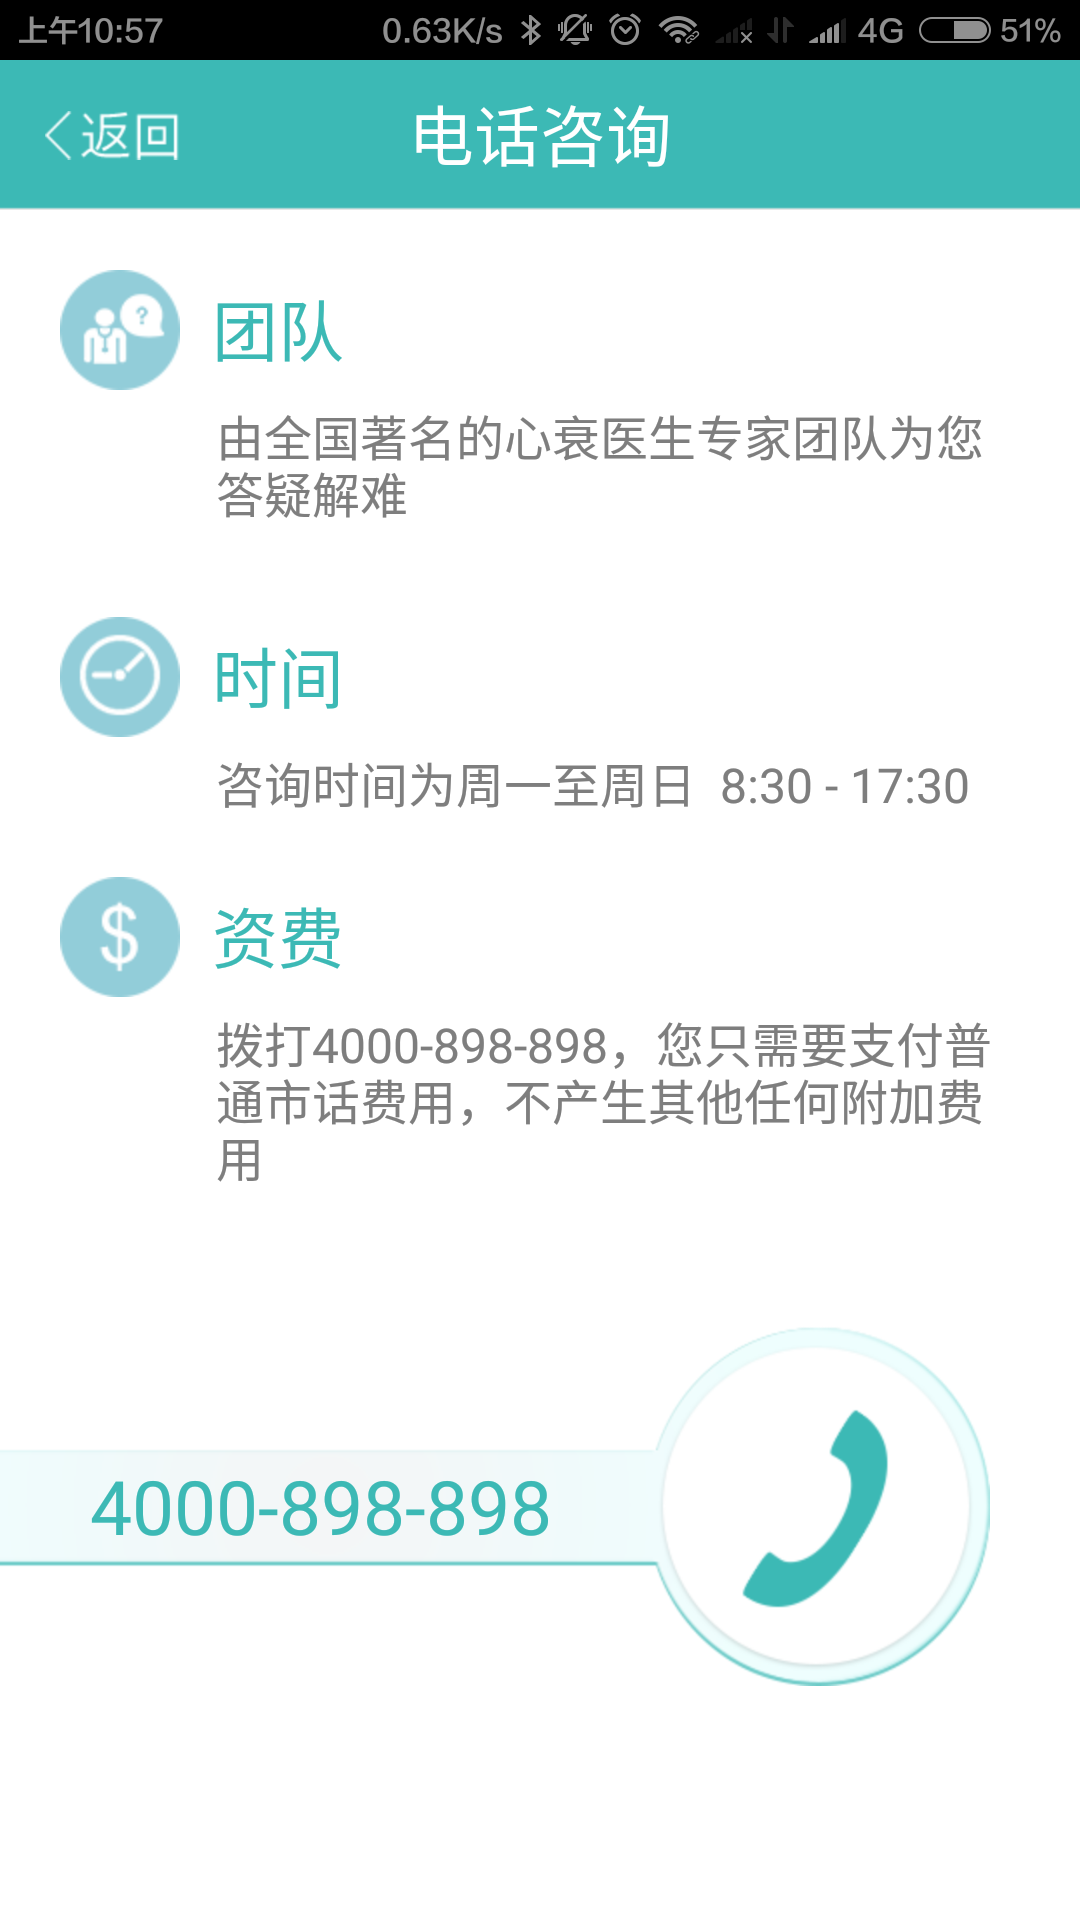 上午10:57 0.63K/s 4G 51%
返回 电话咨询
?
团队
由全国著名的心衰医生专家团队为您
答疑解难
时间
咨询时间为周一至周日 8:30 - 17:30
$
资费
拨打4000-898-898，您只需要支付普
通市话费用，不产生其他任何附加费
用
4000-898-898